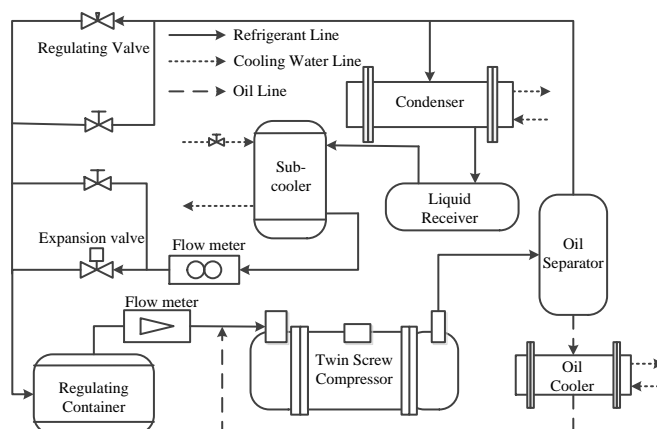 Regulating Valve
Refrigerant Line
Cooling Water Line
Oil Line
Condenser
Sub-
cooler
Liquid
Receiver
Expansion valve
Flow meter
Oil
Separator
Flow meter
Twin Screw
Compressor
Regulating
Container
Oil
Cooler